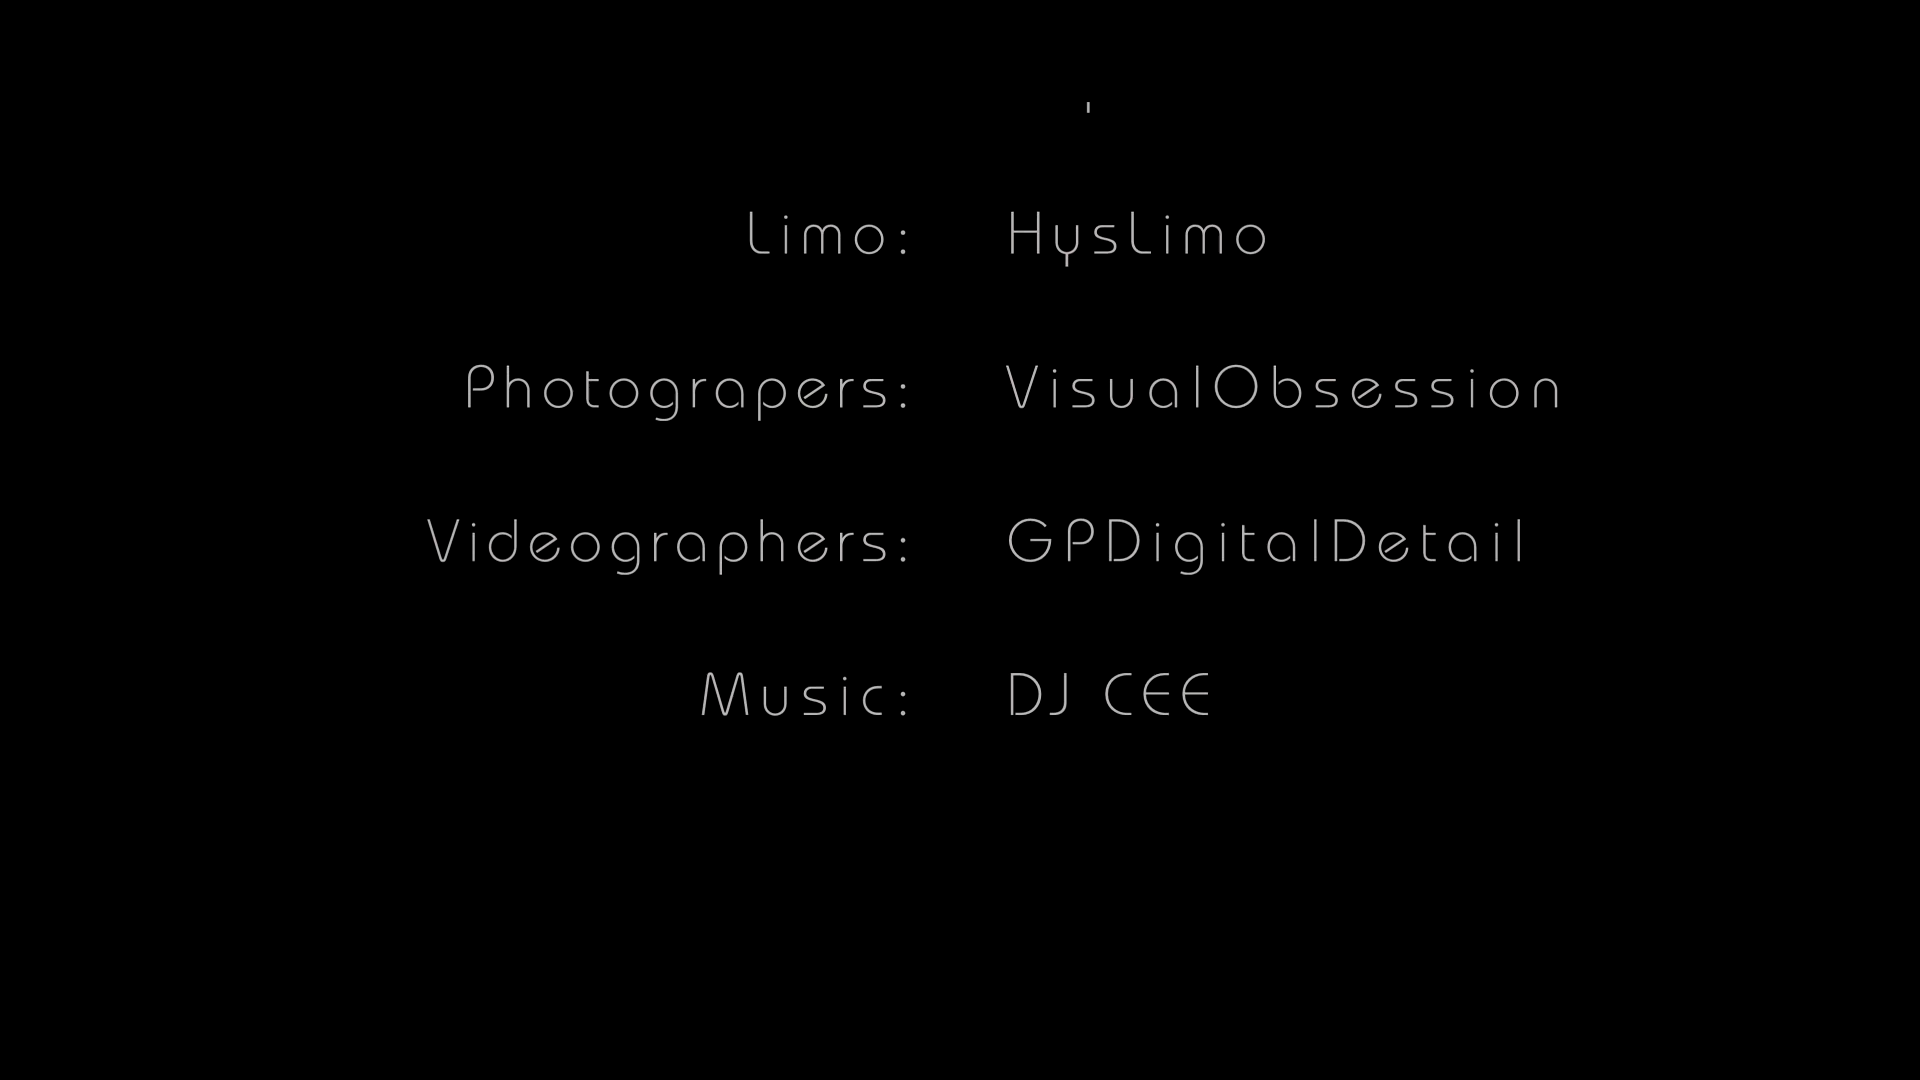 Limo: HysLimo
Photograpers: VisualObsession
Videographers: GPDigitalDetail
Music: DJ CEE